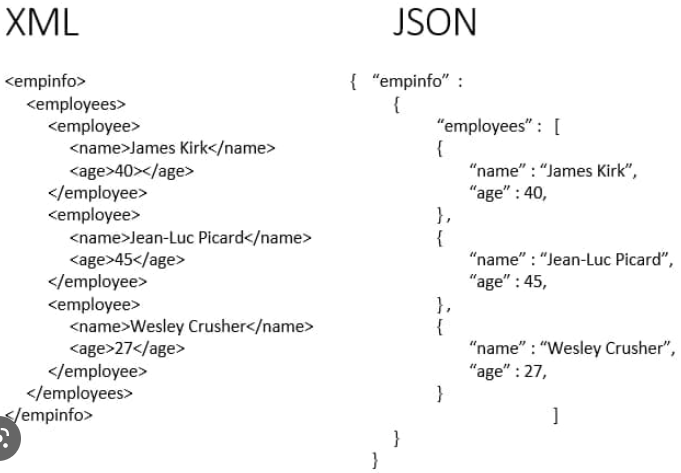 XML
<empinfo>
<employees>
<employee>
<name>James Kirk</name>
<age>40></age>
</employee>
<employee>
<name>Jean-Luc Picard</name>
<age>45</age>
</employee>
<employee>
<name>Wesley Crusher</name>
<age>27</age>
</employee>
</employees>
</empinfo>
JSON
{ “empinfo” :
{
“employees” : [
{
“name” : “James Kirk”,
“age” : 40,
},
{
“name” : “Jean-Luc Picard”,
“age” : 45,
},
{
“name” : “Wesley Crusher”,
“age” : 27,
}
]
}
}